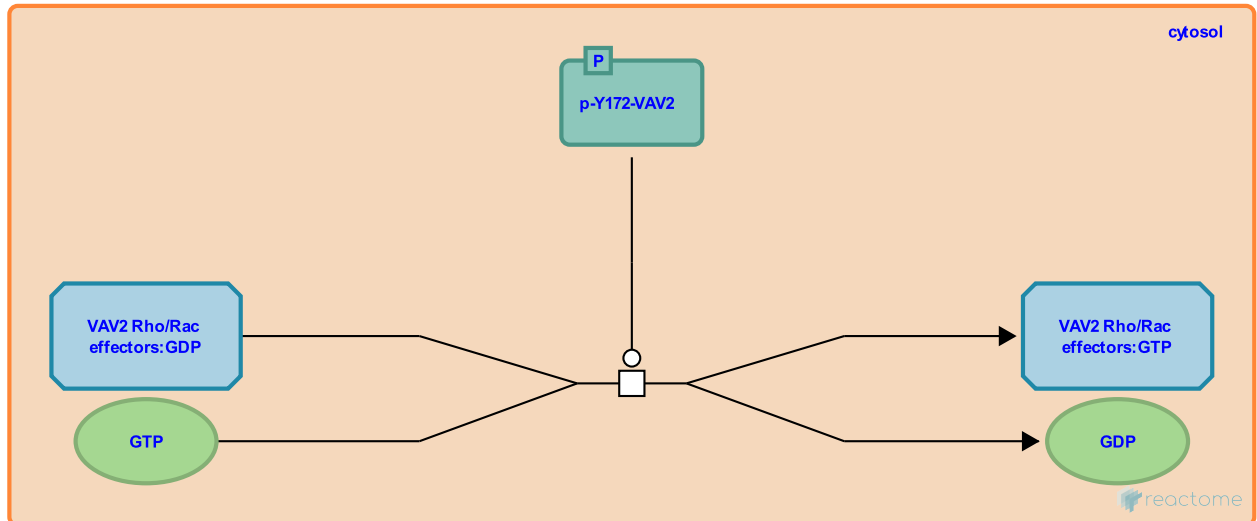 cytosol
P
p-Y172-VAV2
VAV2 Rho/Rac
effectors:GDP
VAV2 Rho/Rac
effectors:GTP
GTP
GDP
reactome